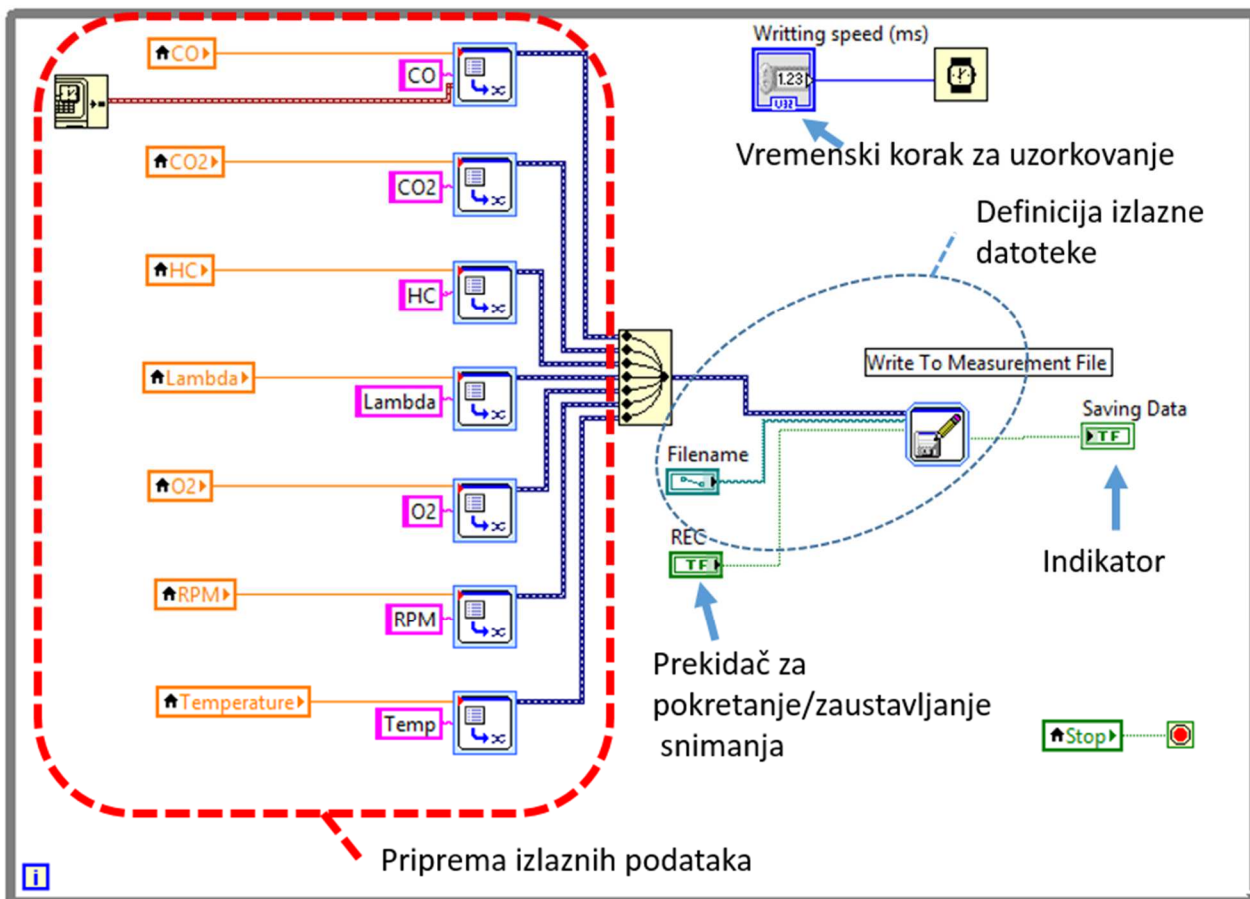 CO
CO
CO2
CO2
HC
HC
Lambda
Lambda
O2
O2
RPM
RPM
Temperature
Temp
Priprema izlaznih podataka
i
Writting speed (ms)
1.23
U32
Vremenski korak za uzorkovanje
Definicija izlazne
datoteke
Write To Measurement File
Filename
REC
TF
Saving Data
TF
Indikator
Prekidač za
pokretanje/zaustavljanje
snimanja
Stop